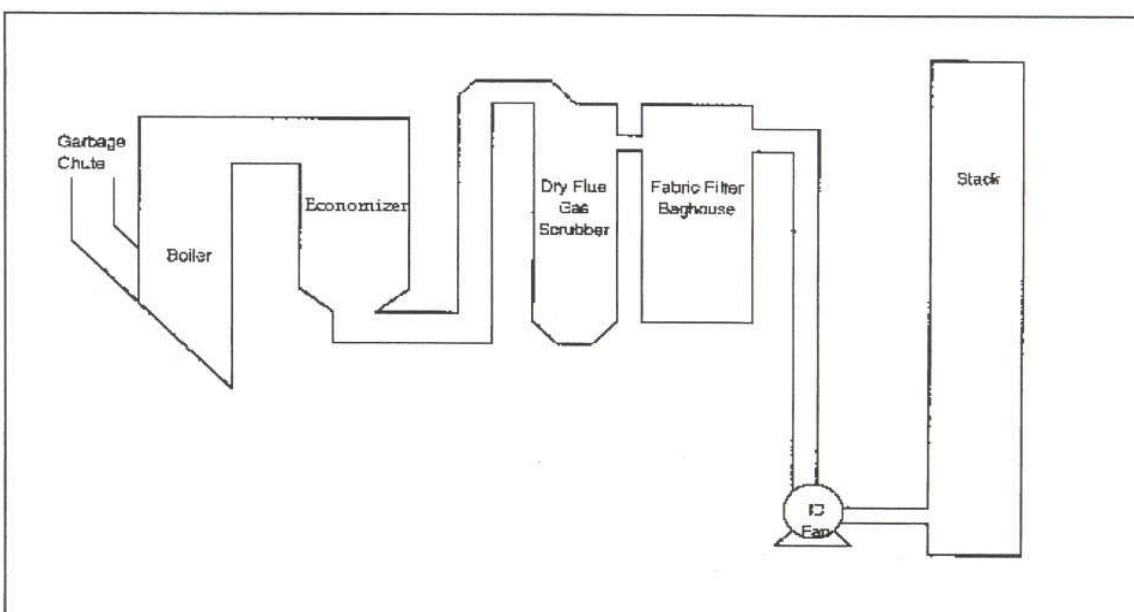 Garbage
Chute
Boiler
Economizer
Dry Flue
Gas
Scrubber
Fabric Filter
Baghouse
ID
Fan
Stack